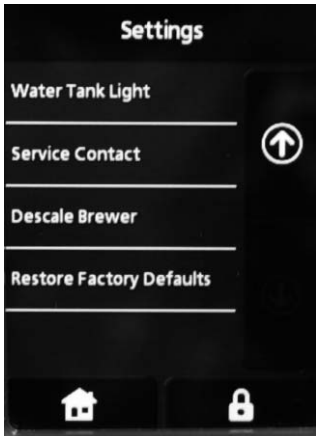 Settings
Water Tank Light
Service Contact
Descale Brewer
Restore Factory Defaults